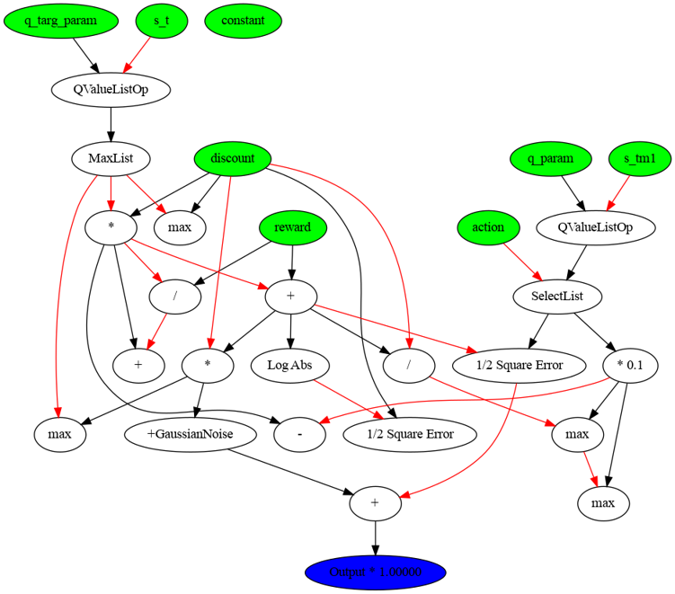 q_targ_param
s_t
constant
QValueListOp
MaxList
discount
q_param
s_tm1
*
max
reward
action
QValueListOp
/
+
SelectList
+
*
Log Abs
/
1/2 Square Error
* 0.1
max
+GaussianNoise
-
1/2 Square Error
max
+
max
Output * 1.00000